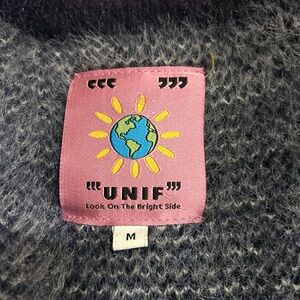 “‘ ’”
“‘UNIF’”
Look On The Bright Side
M